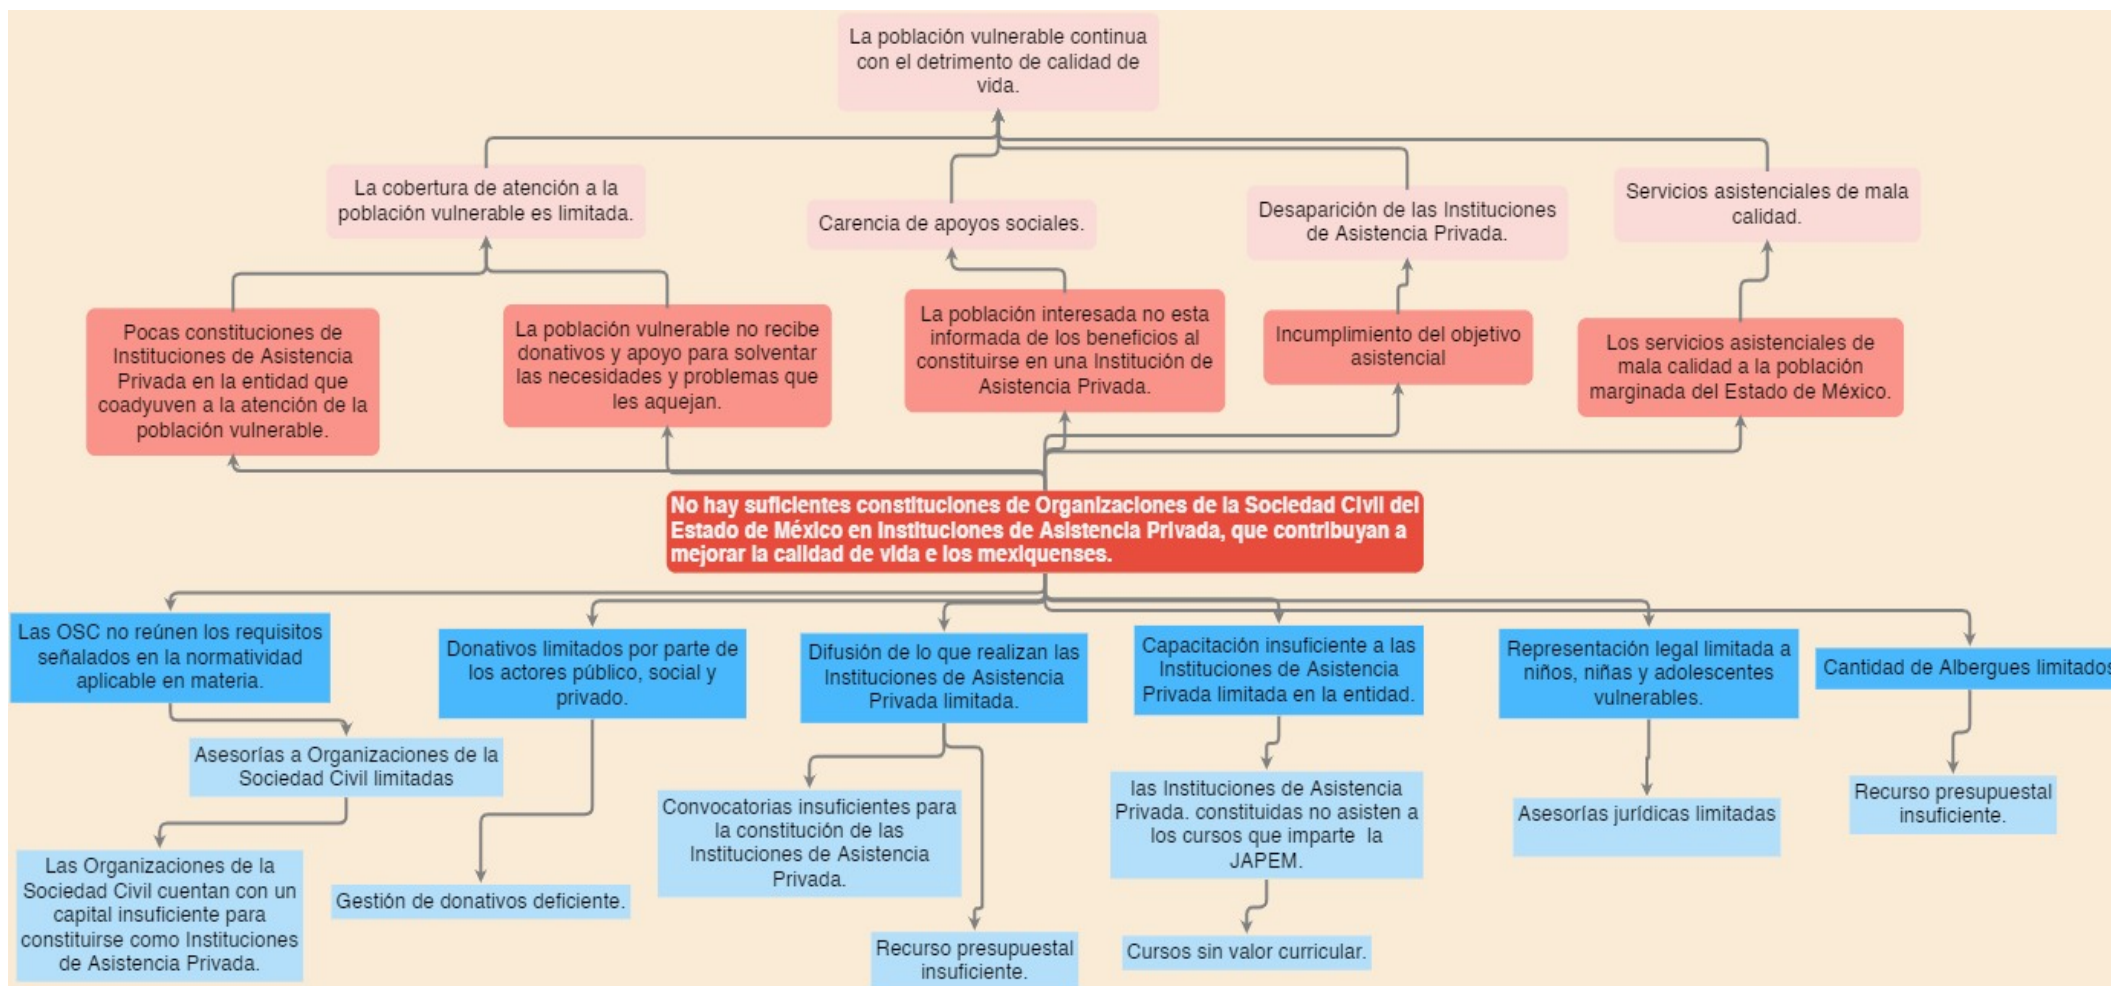 La población vulnerable continua
con el detrimento de calidad de
vida.
La cobertura de atención a la
población vulnerable es limitada.
Carencia de apoyos sociales.
Desaparición de las Instituciones
de Asistencia Privada.
Servicios asistenciales de mala
calidad.
Pocas constituciones de
Instituciones de Asistencia
Privada en la entidad que
coadyuven a la atención de la
población vulnerable.
La población vulnerable no recibe
donativos y apoyo para solventar
las necesidades y problemas que
les aquejan.
La población interesada no esta
informada de los beneficios al
constituirse en una Institución de
Asistencia Privada.
Incumplimiento del objetivo
asistencial
Los servicios asistenciales de
mala calidad a la población
marginada del Estado de México.
No hay suficientes constituciones de Organizaciones de la Sociedad Civil del
Estado de México en Instituciones de Asistencia Privada, que contribuyan a
mejorar la calidad de vida e los mexiquenses.
Las OSC no reúnen los requisitos
señalados en la normatividad
aplicable en materia.
Donativos limitados por parte de
los actores público, social y
privado.
Difusión de lo que realizan las
Instituciones de Asistencia
Privada limitada.
Capacitación insuficiente a las
Instituciones de Asistencia
Privada limitada en la entidad.
Representación legal limitada a
niños, niñas y adolescentes
vulnerables.
Cantidad de Albergues limitados
Asesorías a Organizaciones de la
Sociedad Civil limitadas
Convocatorias insuficientes para
la constitución de las
Instituciones de Asistencia
Privada.
las Instituciones de Asistencia
Privada. constituidas no asisten a
los cursos que imparte la
JAPEM.
Asesorías jurídicas limitadas
Recurso presupuestal
insuficiente.
Las Organizaciones de la
Sociedad Civil cuentan con un
capital insuficiente para
constituirse como Instituciones
de Asistencia Privada.
Gestión de donativos deficiente.
Recurso presupuestal
insuficiente.
Cursos sin valor curricular.